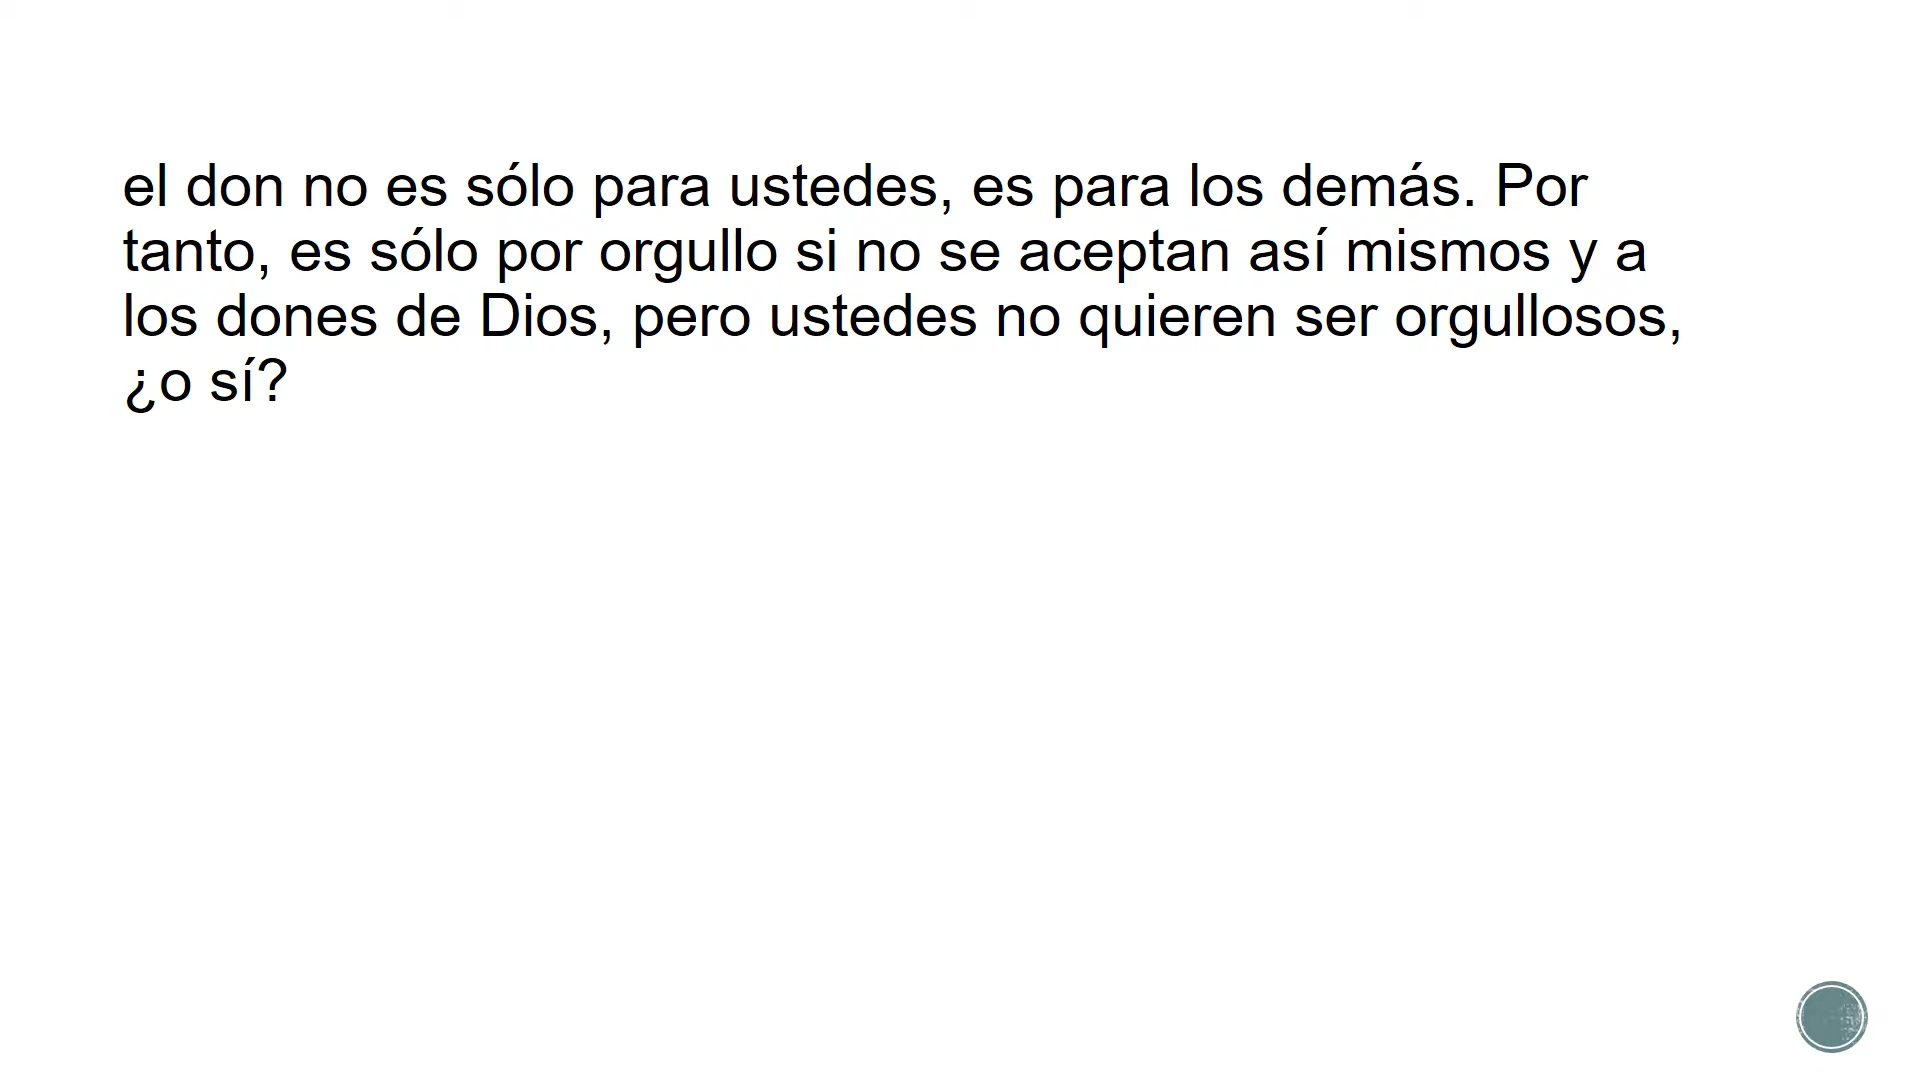 el don no es sólo para ustedes, es para los demás. Por
tanto, es sólo por orgullo si no se aceptan así mismos y a
los dones de Dios, pero ustedes no quieren ser orgullosos,
¿o sí?